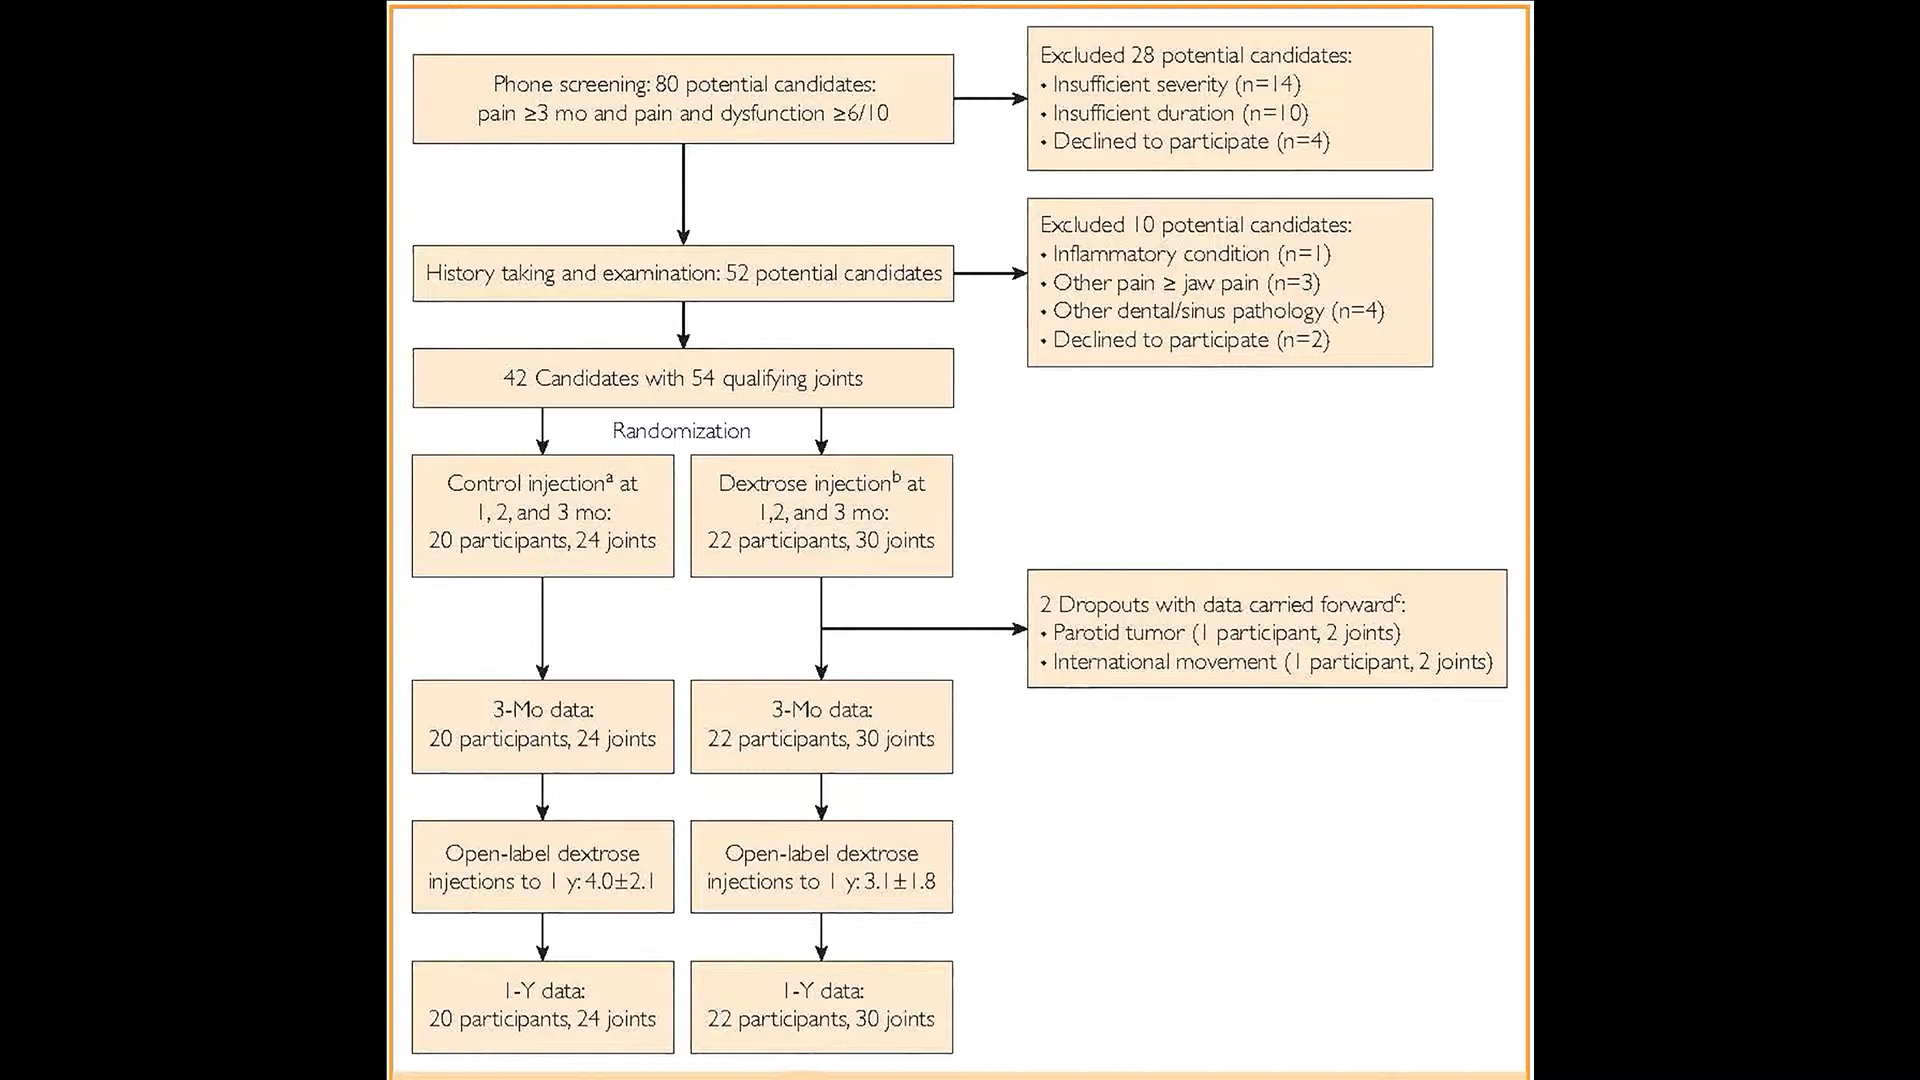 Phone screening: 80 potential candidates:
pain ≥3 mo and pain and dysfunction ≥6/10
Excluded 28 potential candidates:
• Insufficient severity (n=14)
• Insufficient duration (n=10)
• Declined to participate (n=4)
History taking and examination: 52 potential candidates
Excluded 10 potential candidates:
• Inflammatory condition (n=1)
• Other pain ≥ jaw pain (n=3)
• Other dental/sinus pathology (n=4)
• Declined to participate (n=2)
42 Candidates with 54 qualifying joints
Randomization
Control injectionᵃ at
1, 2, and 3 mo:
20 participants, 24 joints
Dextrose injectionᵇ at
1,2, and 3 mo:
22 participants, 30 joints
2 Dropouts with data carried forwardᶜ:
• Parotid tumor (1 participant, 2 joints)
• International movement (1 participant, 2 joints)
3-Mo data:
20 participants, 24 joints
3-Mo data:
22 participants, 30 joints
Open-label dextrose
injections to 1 y: 4.0±2.1
Open-label dextrose
injections to 1 y: 3.1±1.8
1-Y data:
20 participants, 24 joints
1-Y data:
22 participants, 30 joints